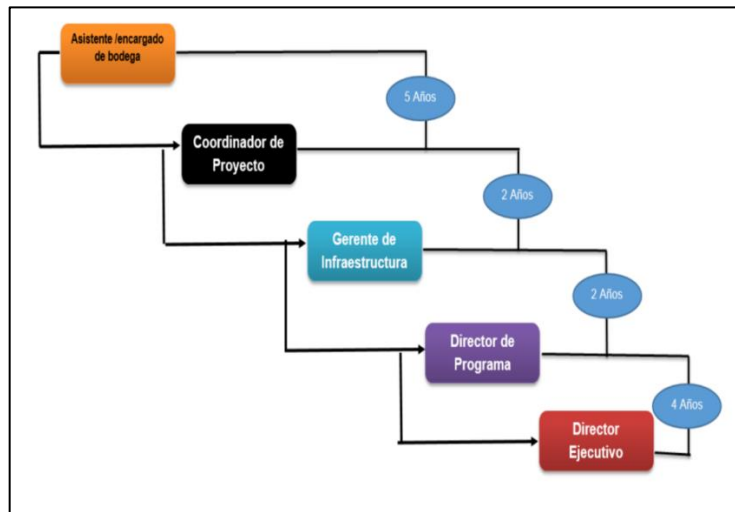 Asistente /encargado
de bodega
5 Años
Coordinador de
Proyecto
2 Años
Gerente de
Infraestructura
2 Años
Director de
Programa
4 Años
Director
Ejecutivo